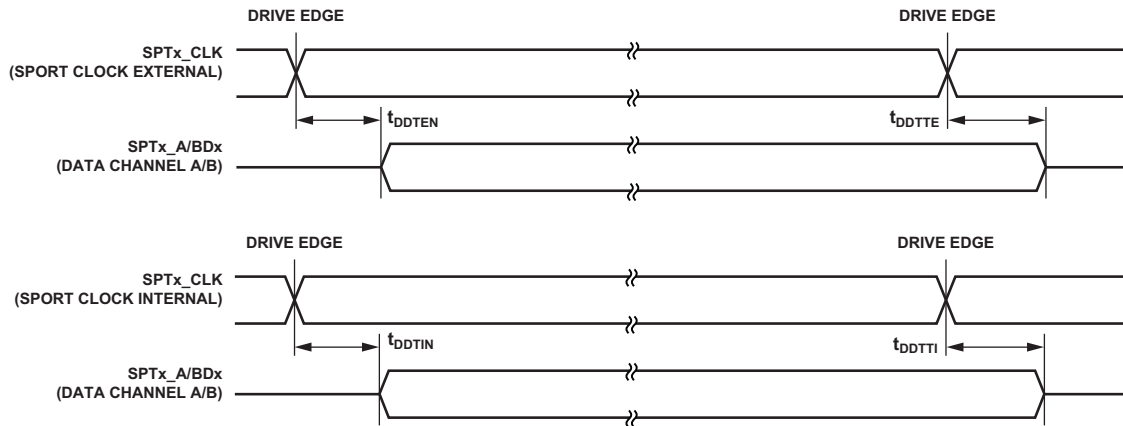 DRIVE EDGE DRIVE EDGE
SPTx_CLK
(SPORT CLOCK EXTERNAL)
tDDTEN tDDTTE
SPTx_A/BDx
(DATA CHANNEL A/B)
DRIVE EDGE DRIVE EDGE
SPTx_CLK
(SPORT CLOCK INTERNAL)
tDDTIN tDDTTI
SPTx_A/BDx
(DATA CHANNEL A/B)